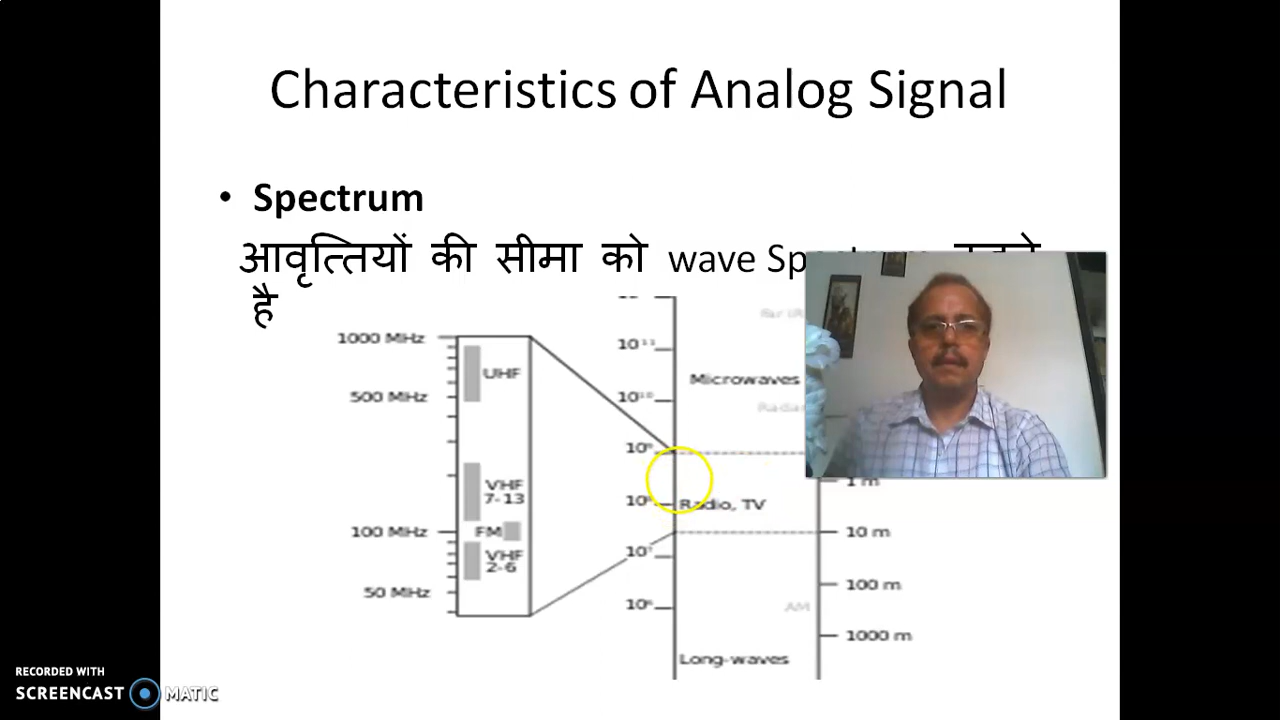 Characteristics of Analog Signal
• Spectrum
आवृत्तियों की सीमा को wave
है
1000 MHz
UHF
500 MHz
VHF
7-13
100 MHz
FM
VHF
2-6
50 MHz
10¹¹
Microwaves
10¹⁰
10⁹
10⁸
Radio, TV
10⁷
10⁶
AM
Long-waves
1 m
10 m
100 m
1000 m
RECORDED WITH
SCREENCAST MATIC